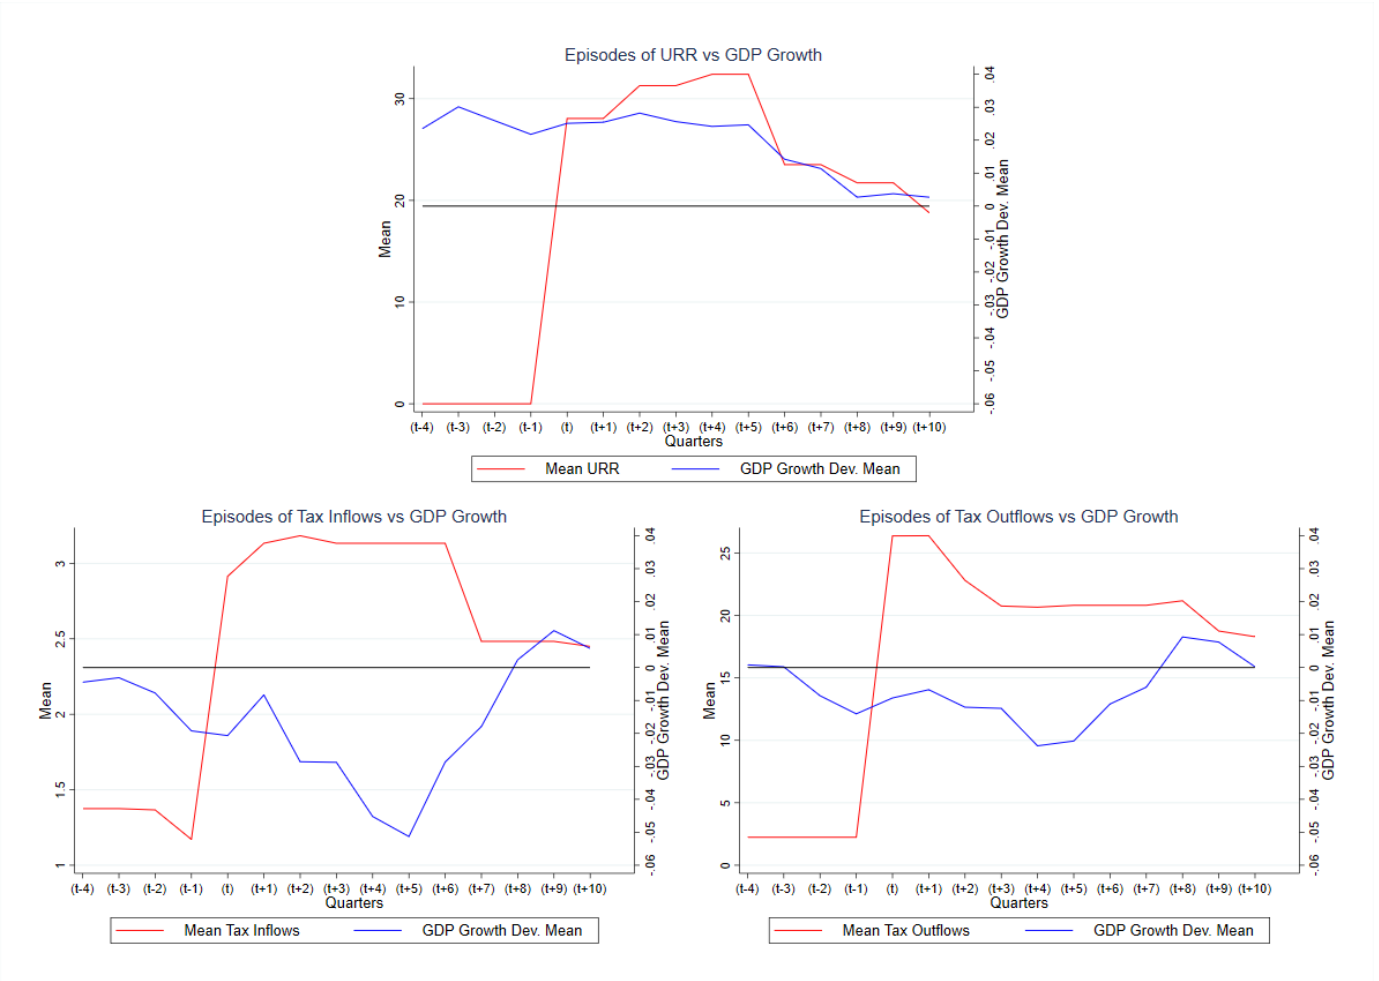 Episodes of URR vs GDP Growth
Mean
30
20
10
0
GDP Growth Dev. Mean
.04
.03
.02
.01
0
-.01
-.02
-.03
-.04
-.05
-.06
(t-4) (t-3) (t-2) (t-1) (t) (t+1) (t+2) (t+3) (t+4) (t+5) (t+6) (t+7) (t+8) (t+9) (t+10)
Quarters
Mean URR GDP Growth Dev. Mean
Episodes of Tax Inflows vs GDP Growth
Mean
3
2.5
2
1.5
1
GDP Growth Dev. Mean
.04
.03
.02
.01
0
-.01
-.02
-.03
-.04
-.05
-.06
(t-4) (t-3) (t-2) (t-1) (t) (t+1) (t+2) (t+3) (t+4) (t+5) (t+6) (t+7) (t+8) (t+9) (t+10)
Quarters
Mean Tax Inflows GDP Growth Dev. Mean
Episodes of Tax Outflows vs GDP Growth
Mean
25
20
15
10
5
0
GDP Growth Dev. Mean
.04
.03
.02
.01
0
-.01
-.02
-.03
-.04
-.05
-.06
(t-4) (t-3) (t-2) (t-1) (t) (t+1) (t+2) (t+3) (t+4) (t+5) (t+6) (t+7) (t+8) (t+9) (t+10)
Quarters
Mean Tax Outflows GDP Growth Dev. Mean